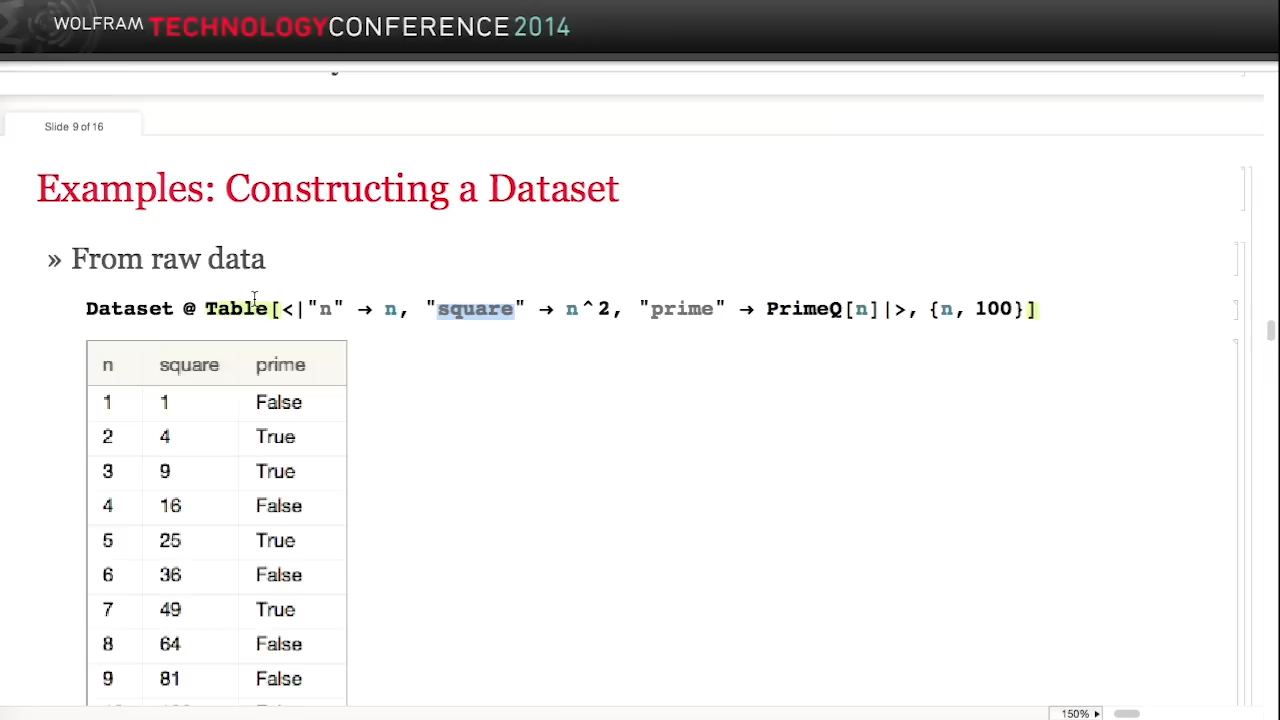 WOLFRAM TECHNOLOGYCONFERENCE 2014
Slide 9 of 16
Examples: Constructing a Dataset
» From raw data
Dataset @ Table[<|"n" → n, "square" → n^2, "prime" → PrimeQ[n]|>, {n, 100}]
n square prime
1 1 False
2 4 True
3 9 True
4 16 False
5 25 True
6 36 False
7 49 True
8 64 False
9 81 False
150%